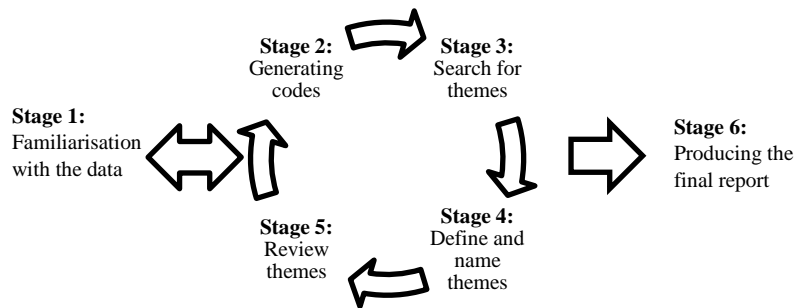 Stage 1:
Familiarisation
with the data
Stage 2:
Generating
codes
Stage 3:
Search for
themes
Stage 4:
Define and
name
themes
Stage 5:
Review
themes
Stage 6:
Producing the
final report